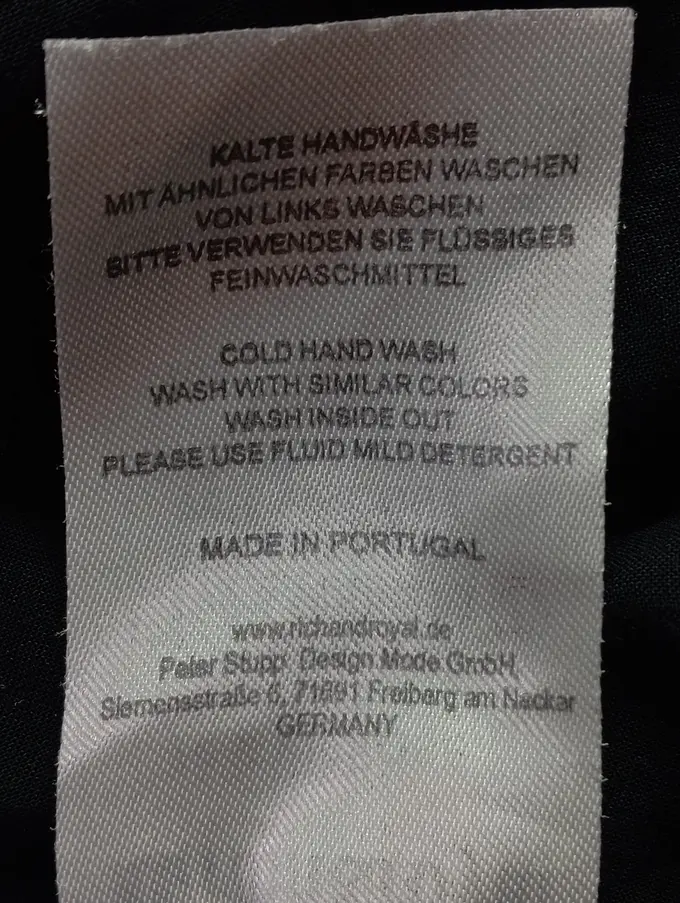 KALTE HANDWÄSHE
MIT ÄHNLICHEN FARBEN WASCHEN
VON LINKS WASCHEN
BITTE VERWENDEN SIE FLÜSSIGES
FEINWASCHMITTEL
COLD HAND WASH
WASH WITH SIMILAR COLORS
WASH INSIDE OUT
PLEASE USE FLUID MILD DETERGENT
MADE IN PORTUGAL
www.richandroyal.de
Peter Stupp Design Mode GmbH
Siemensstraße 6, 71691 Freiberg am Neckar
GERMANY